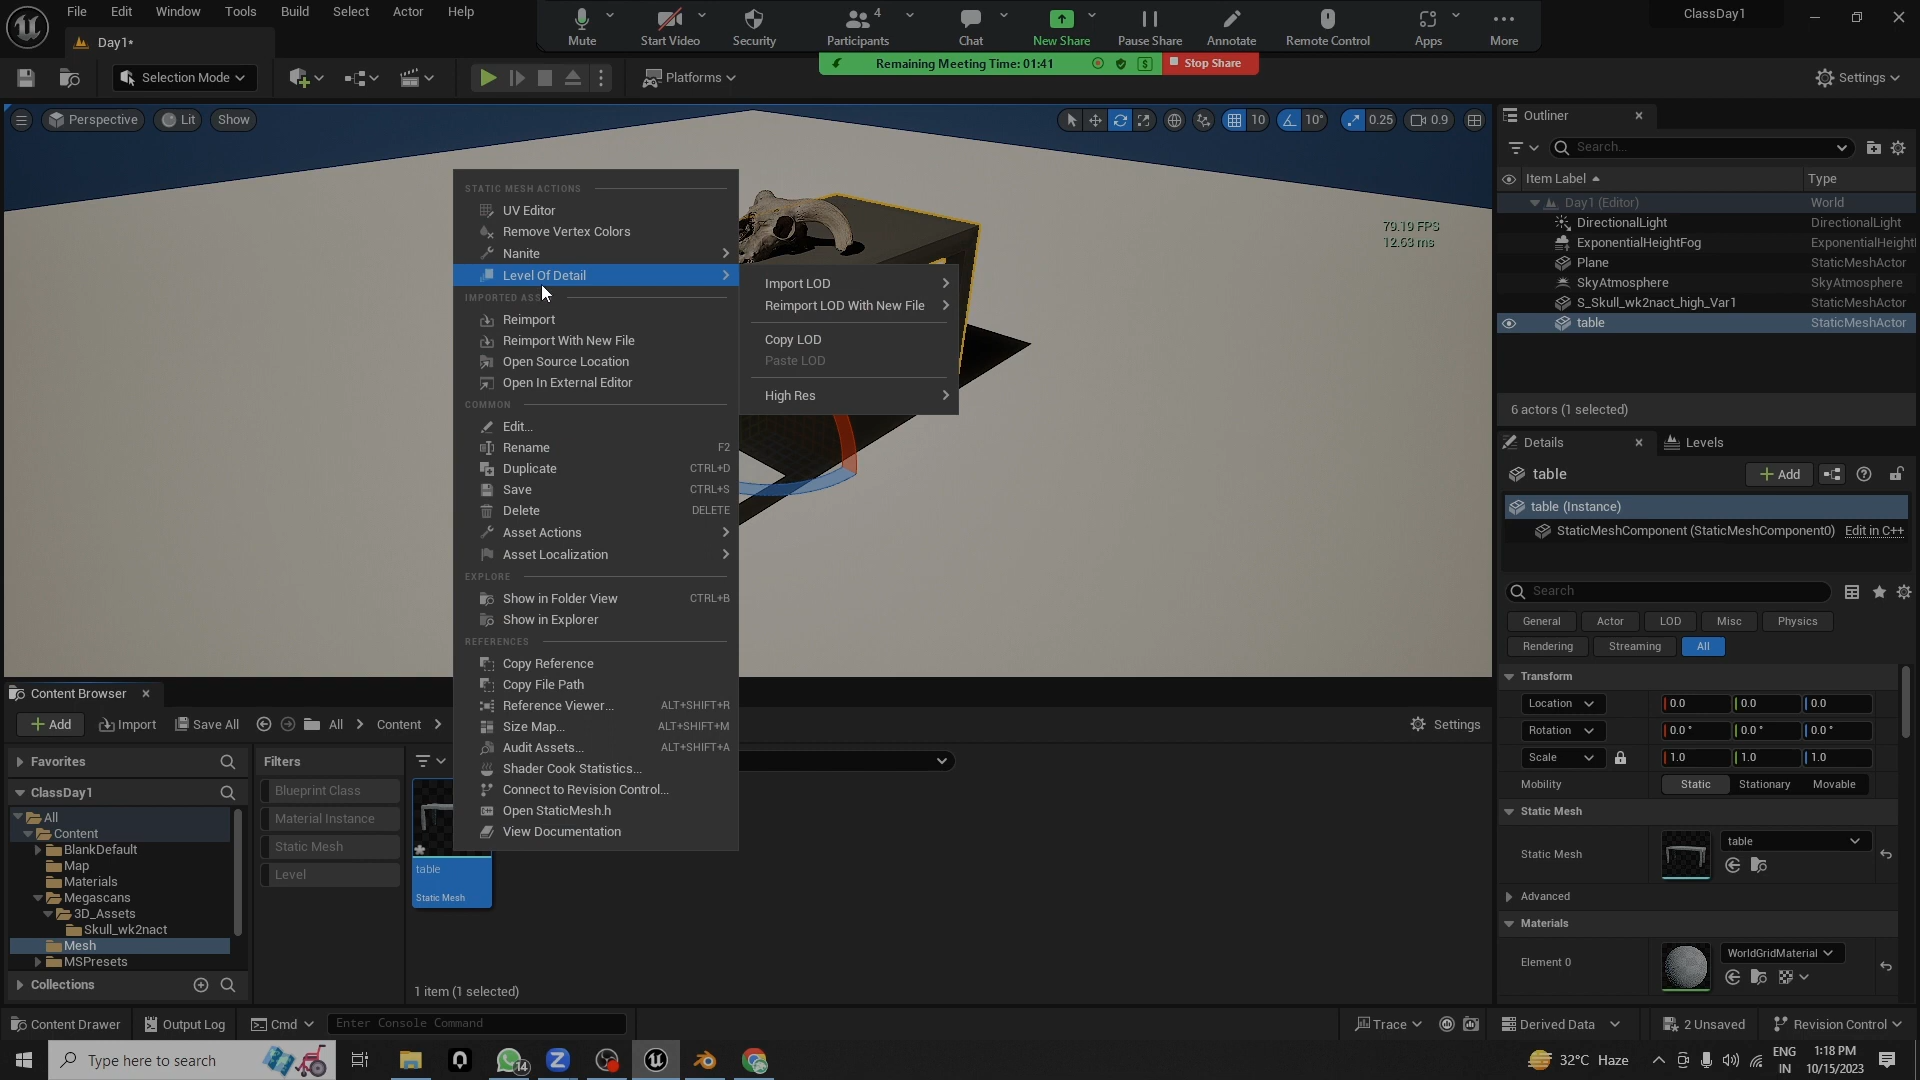 File Edit Window Tools Build Select Actor Help
Mute Start Video Security Participants 4 Chat New Share Pause Share Annotate Remote Control Apps More
ClassDay1
Day1*
Remaining Meeting Time: 01:41 Stop Share
Selection Mode Platforms Settings
Perspective Lit Show 10 10° 0.25 0.9
79.19 FPS
12.63 ms
STATIC MESH ACTIONS
UV Editor
Remove Vertex Colors
Nanite
Level Of Detail
IMPORTED ASS
Reimport
Reimport With New File
Open Source Location
Open In External Editor
COMMON
Edit...
Rename F2
Duplicate CTRL+D
Save CTRL+S
Delete DELETE
Asset Actions
Asset Localization
EXPLORE
Show in Folder View CTRL+B
Show in Explorer
REFERENCES
Copy Reference
Copy File Path
Reference Viewer... ALT+SHIFT+R
Size Map... ALT+SHIFT+M
Audit Assets... ALT+SHIFT+A
Shader Cook Statistics...
Connect to Revision Control...
Open StaticMesh.h
View Documentation
Import LOD
Reimport LOD With New File
Copy LOD
Paste LOD
High Res
Outliner
Search...
Item Label Type
Day1 (Editor) World
DirectionalLight DirectionalLight
ExponentialHeightFog ExponentialHeight
Plane StaticMeshActor
SkyAtmosphere SkyAtmosphere
S_Skull_wk2nact_high_Var1 StaticMeshActor
table StaticMeshActor
6 actors (1 selected)
Details Levels
table Add
table (Instance)
StaticMeshComponent (StaticMeshComponent0) Edit in C++
Search
General Actor LOD Misc Physics
Rendering Streaming All
Transform
Location 0.0 0.0 0.0
Rotation 0.0 ° 0.0 ° 0.0 °
Scale 1.0 1.0 1.0
Mobility Static Stationary Movable
Static Mesh
Static Mesh table
Advanced
Materials
Element 0 WorldGridMaterial
Content Browser
Add Import Save All All Content Settings
Favorites
ClassDay1
All
Content
BlankDefault
Map
Materials
Megascans
3D_Assets
Skull_wk2nact
Mesh
MSPresets
Collections
Filters
Blueprint Class
Material Instance
Static Mesh
Level
table
Static Mesh
1 item (1 selected)
Content Drawer Output Log Cmd Enter Console Command Trace Derived Data 2 Unsaved Revision Control
Type here to search 14 32°C Haze ENG IN 1:18 PM 10/15/2023